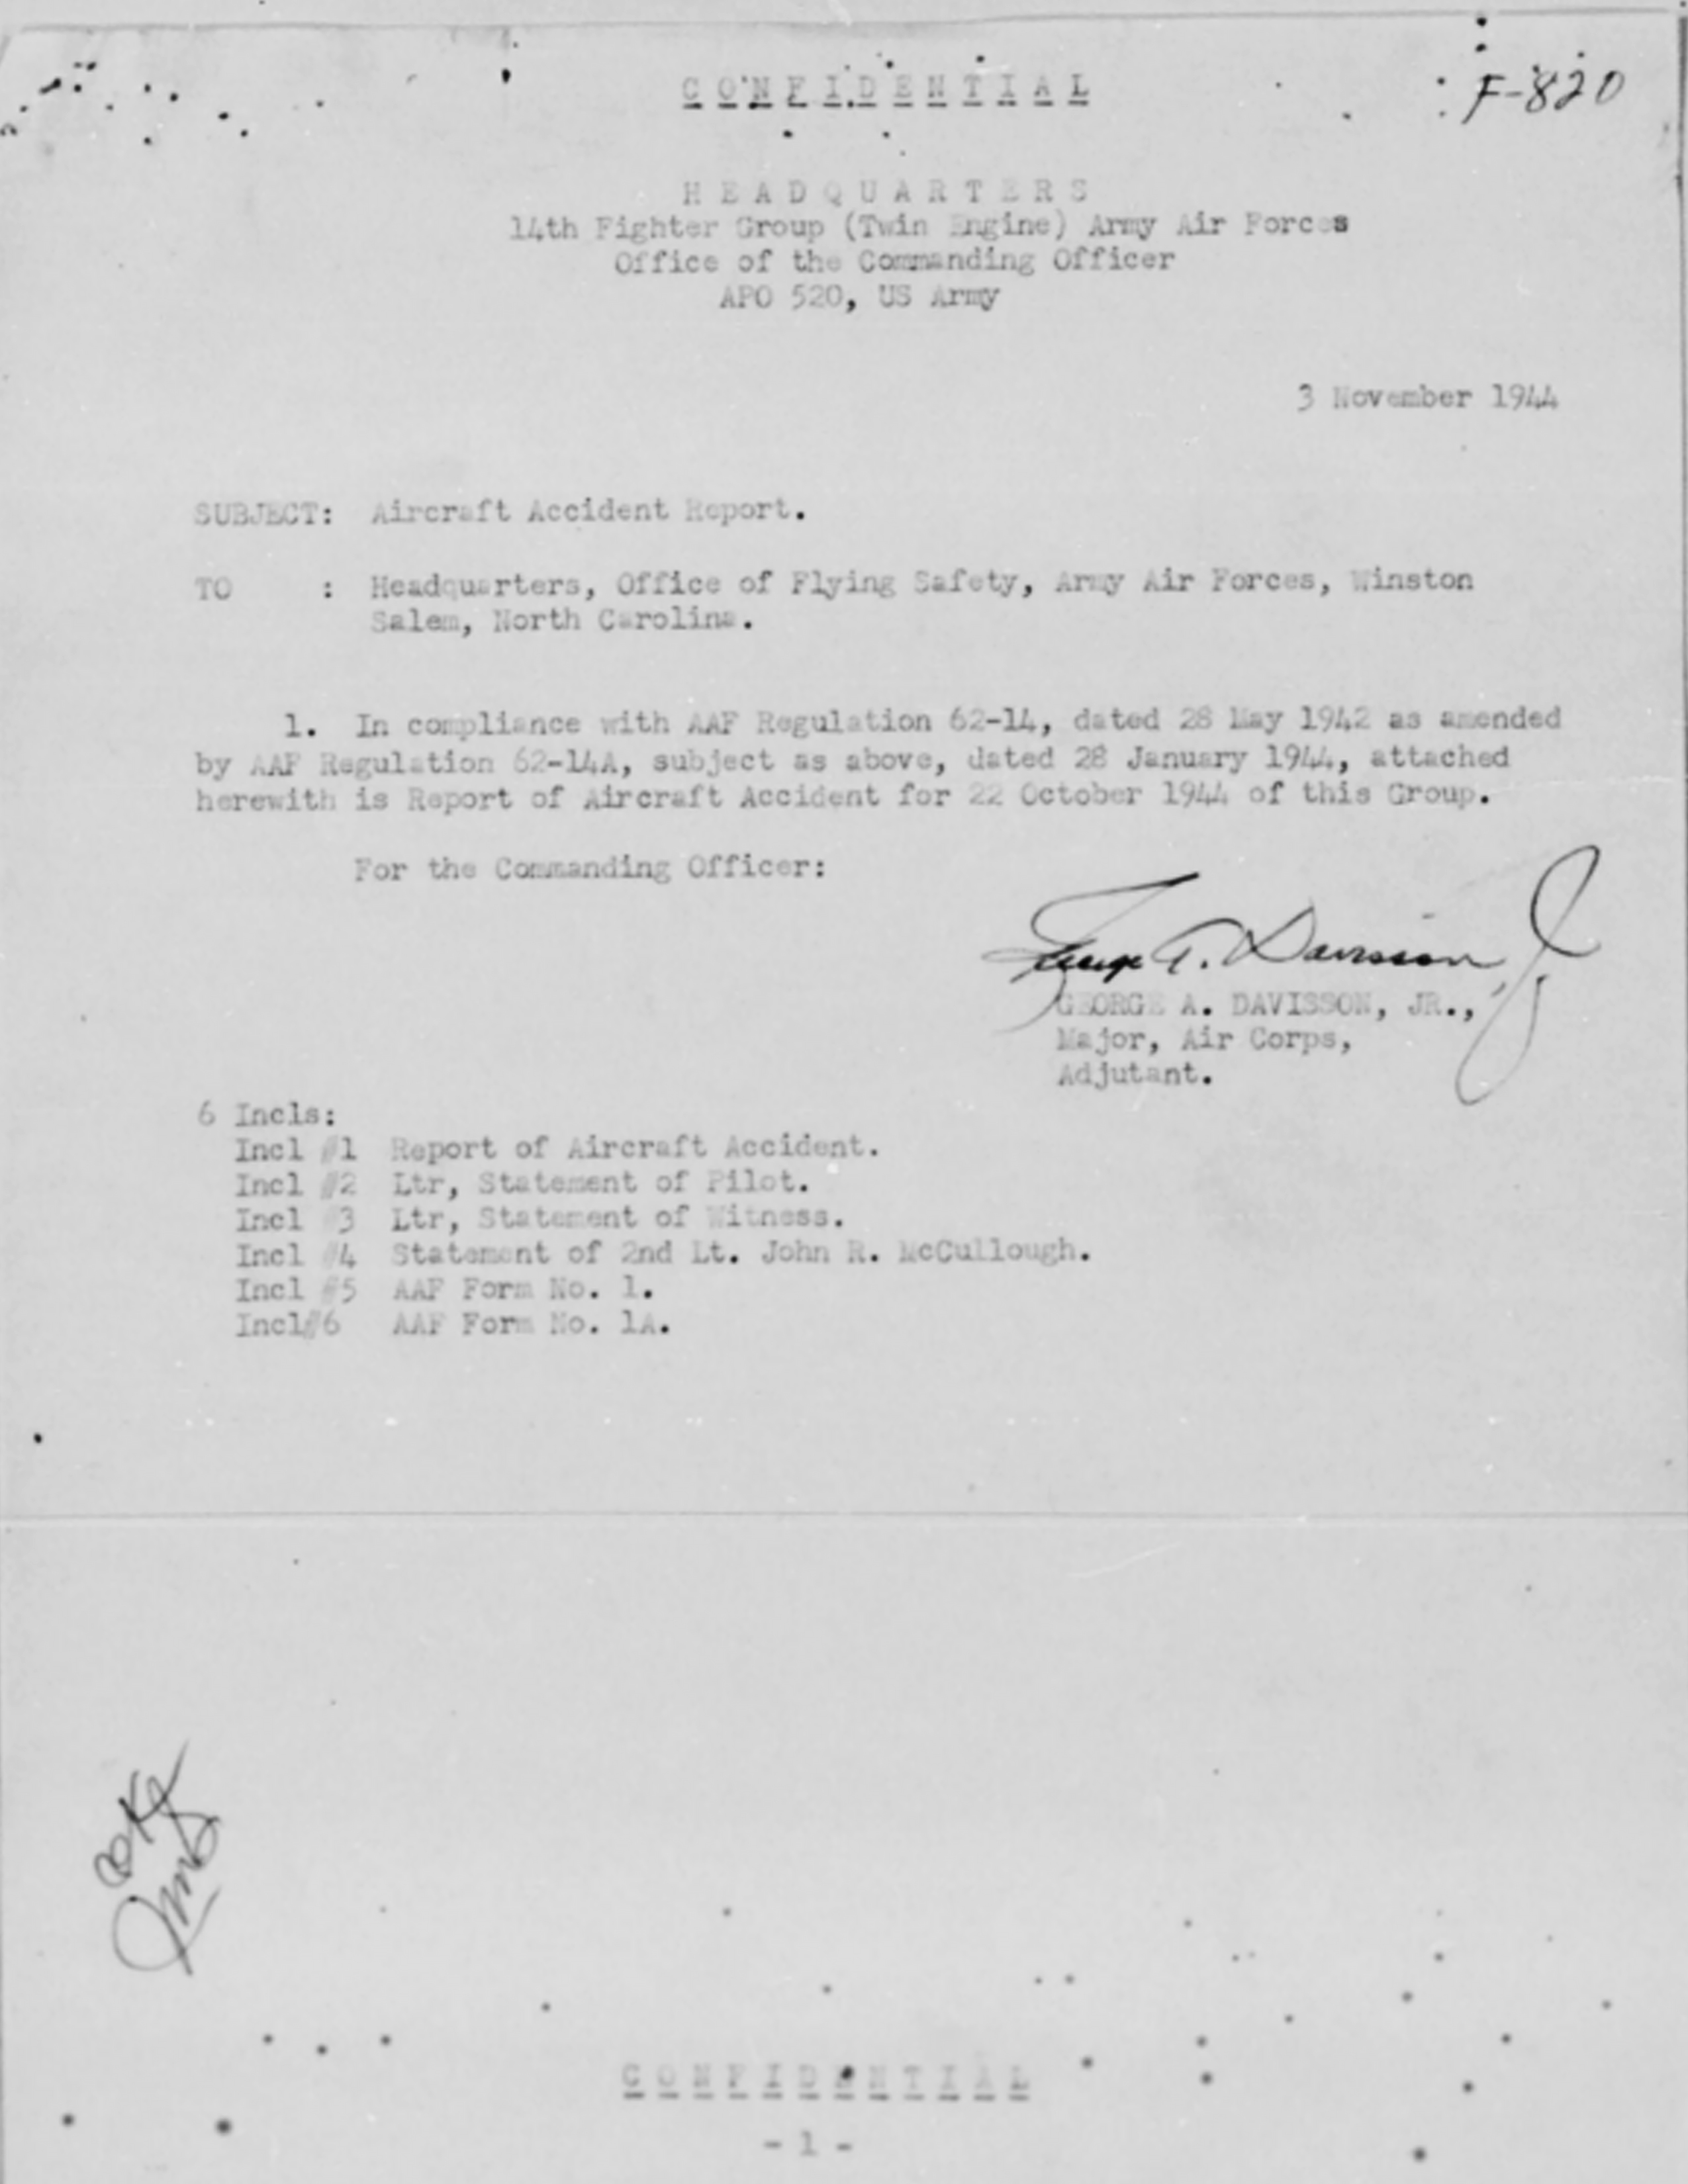 C O N F I D E N T I A L
F-820
H E A D Q U A R T E R S
14th Fighter Group (Twin Engine) Army Air Forces
Office of the Commanding Officer
APO 520, US Army
3 November 1944
SUBJECT: Aircraft Accident Report.
TO : Headquarters, Office of Flying Safety, Army Air Forces, Winston
Salem, North Carolina.
1. In compliance with AAF Regulation 62-14, dated 28 May 1942 as amended
by AAF Regulation 62-14A, subject as above, dated 28 January 1944, attached
herewith is Report of Aircraft Accident for 22 October 1944 of this Group.
For the Commanding Officer:
George A. Davisson, Jr.
GEORGE A. DAVISSON, JR.,
Major, Air Corps,
Adjutant.
6 Incls:
Incl #1 Report of Aircraft Accident.
Incl #2 Ltr, Statement of Pilot.
Incl #3 Ltr, Statement of Witness.
Incl #4 Statement of 2nd Lt. John R. McCullough.
Incl #5 AAF Form No. 1.
Incl#6 AAF Form No. 1A.
C O N F I D E N T I A L
- 1 -